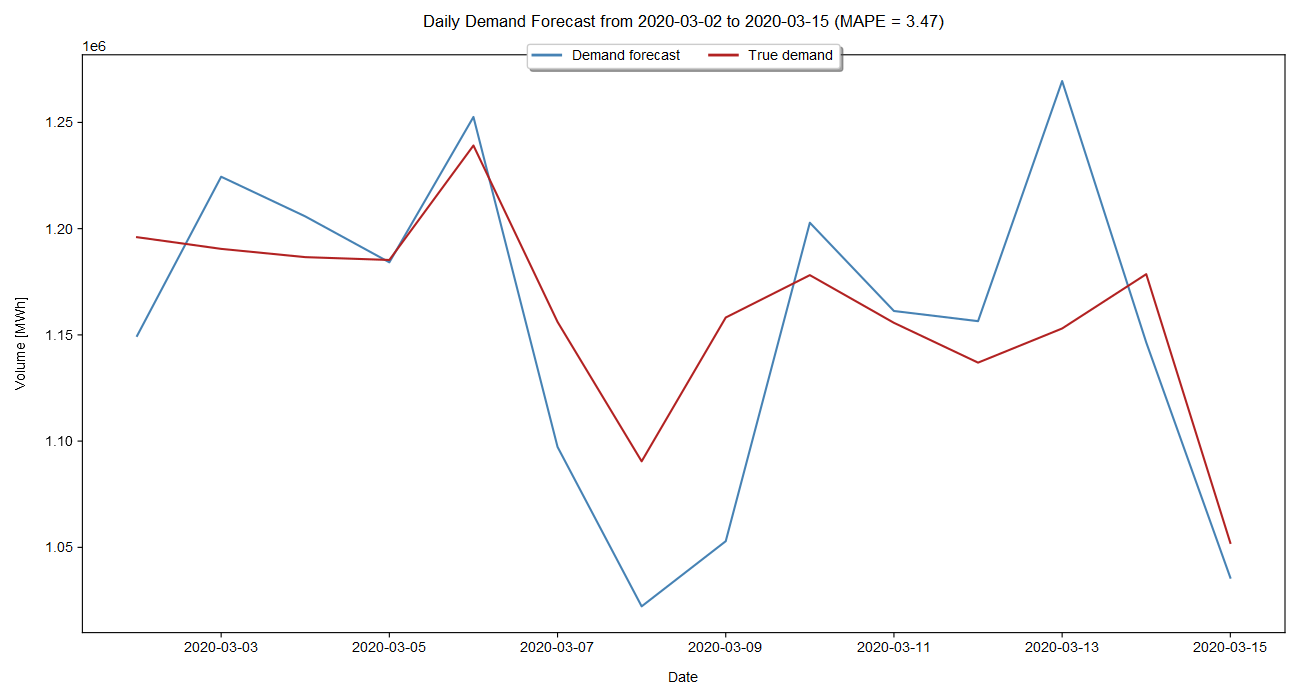 Daily Demand Forecast from 2020-03-02 to 2020-03-15 (MAPE = 3.47)
1e6
Demand forecast
True demand
1.25
1.20
1.15
1.10
1.05
Volume [MWh]
2020-03-03
2020-03-05
2020-03-07
2020-03-09
2020-03-11
2020-03-13
2020-03-15
Date